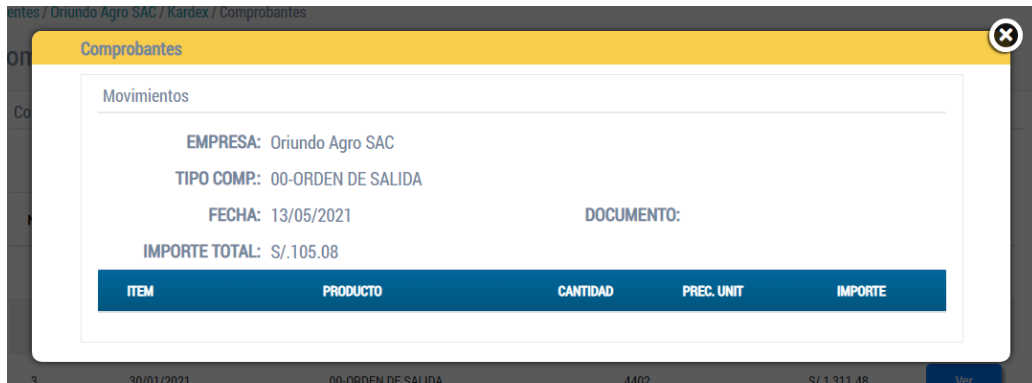 entes / Oriundo Agro SAC / Kardex / Comprobantes
Comprobantes
Movimientos
EMPRESA: Oriundo Agro SAC
TIPO COMP.: 00-ORDEN DE SALIDA
FECHA: 13/05/2021 DOCUMENTO:
IMPORTE TOTAL: S/.105.08
ITEM PRODUCTO CANTIDAD PREC. UNIT IMPORTE
3 30/01/2021 00-ORDEN DE SALIDA 4402 S/.1,311.48 Ver